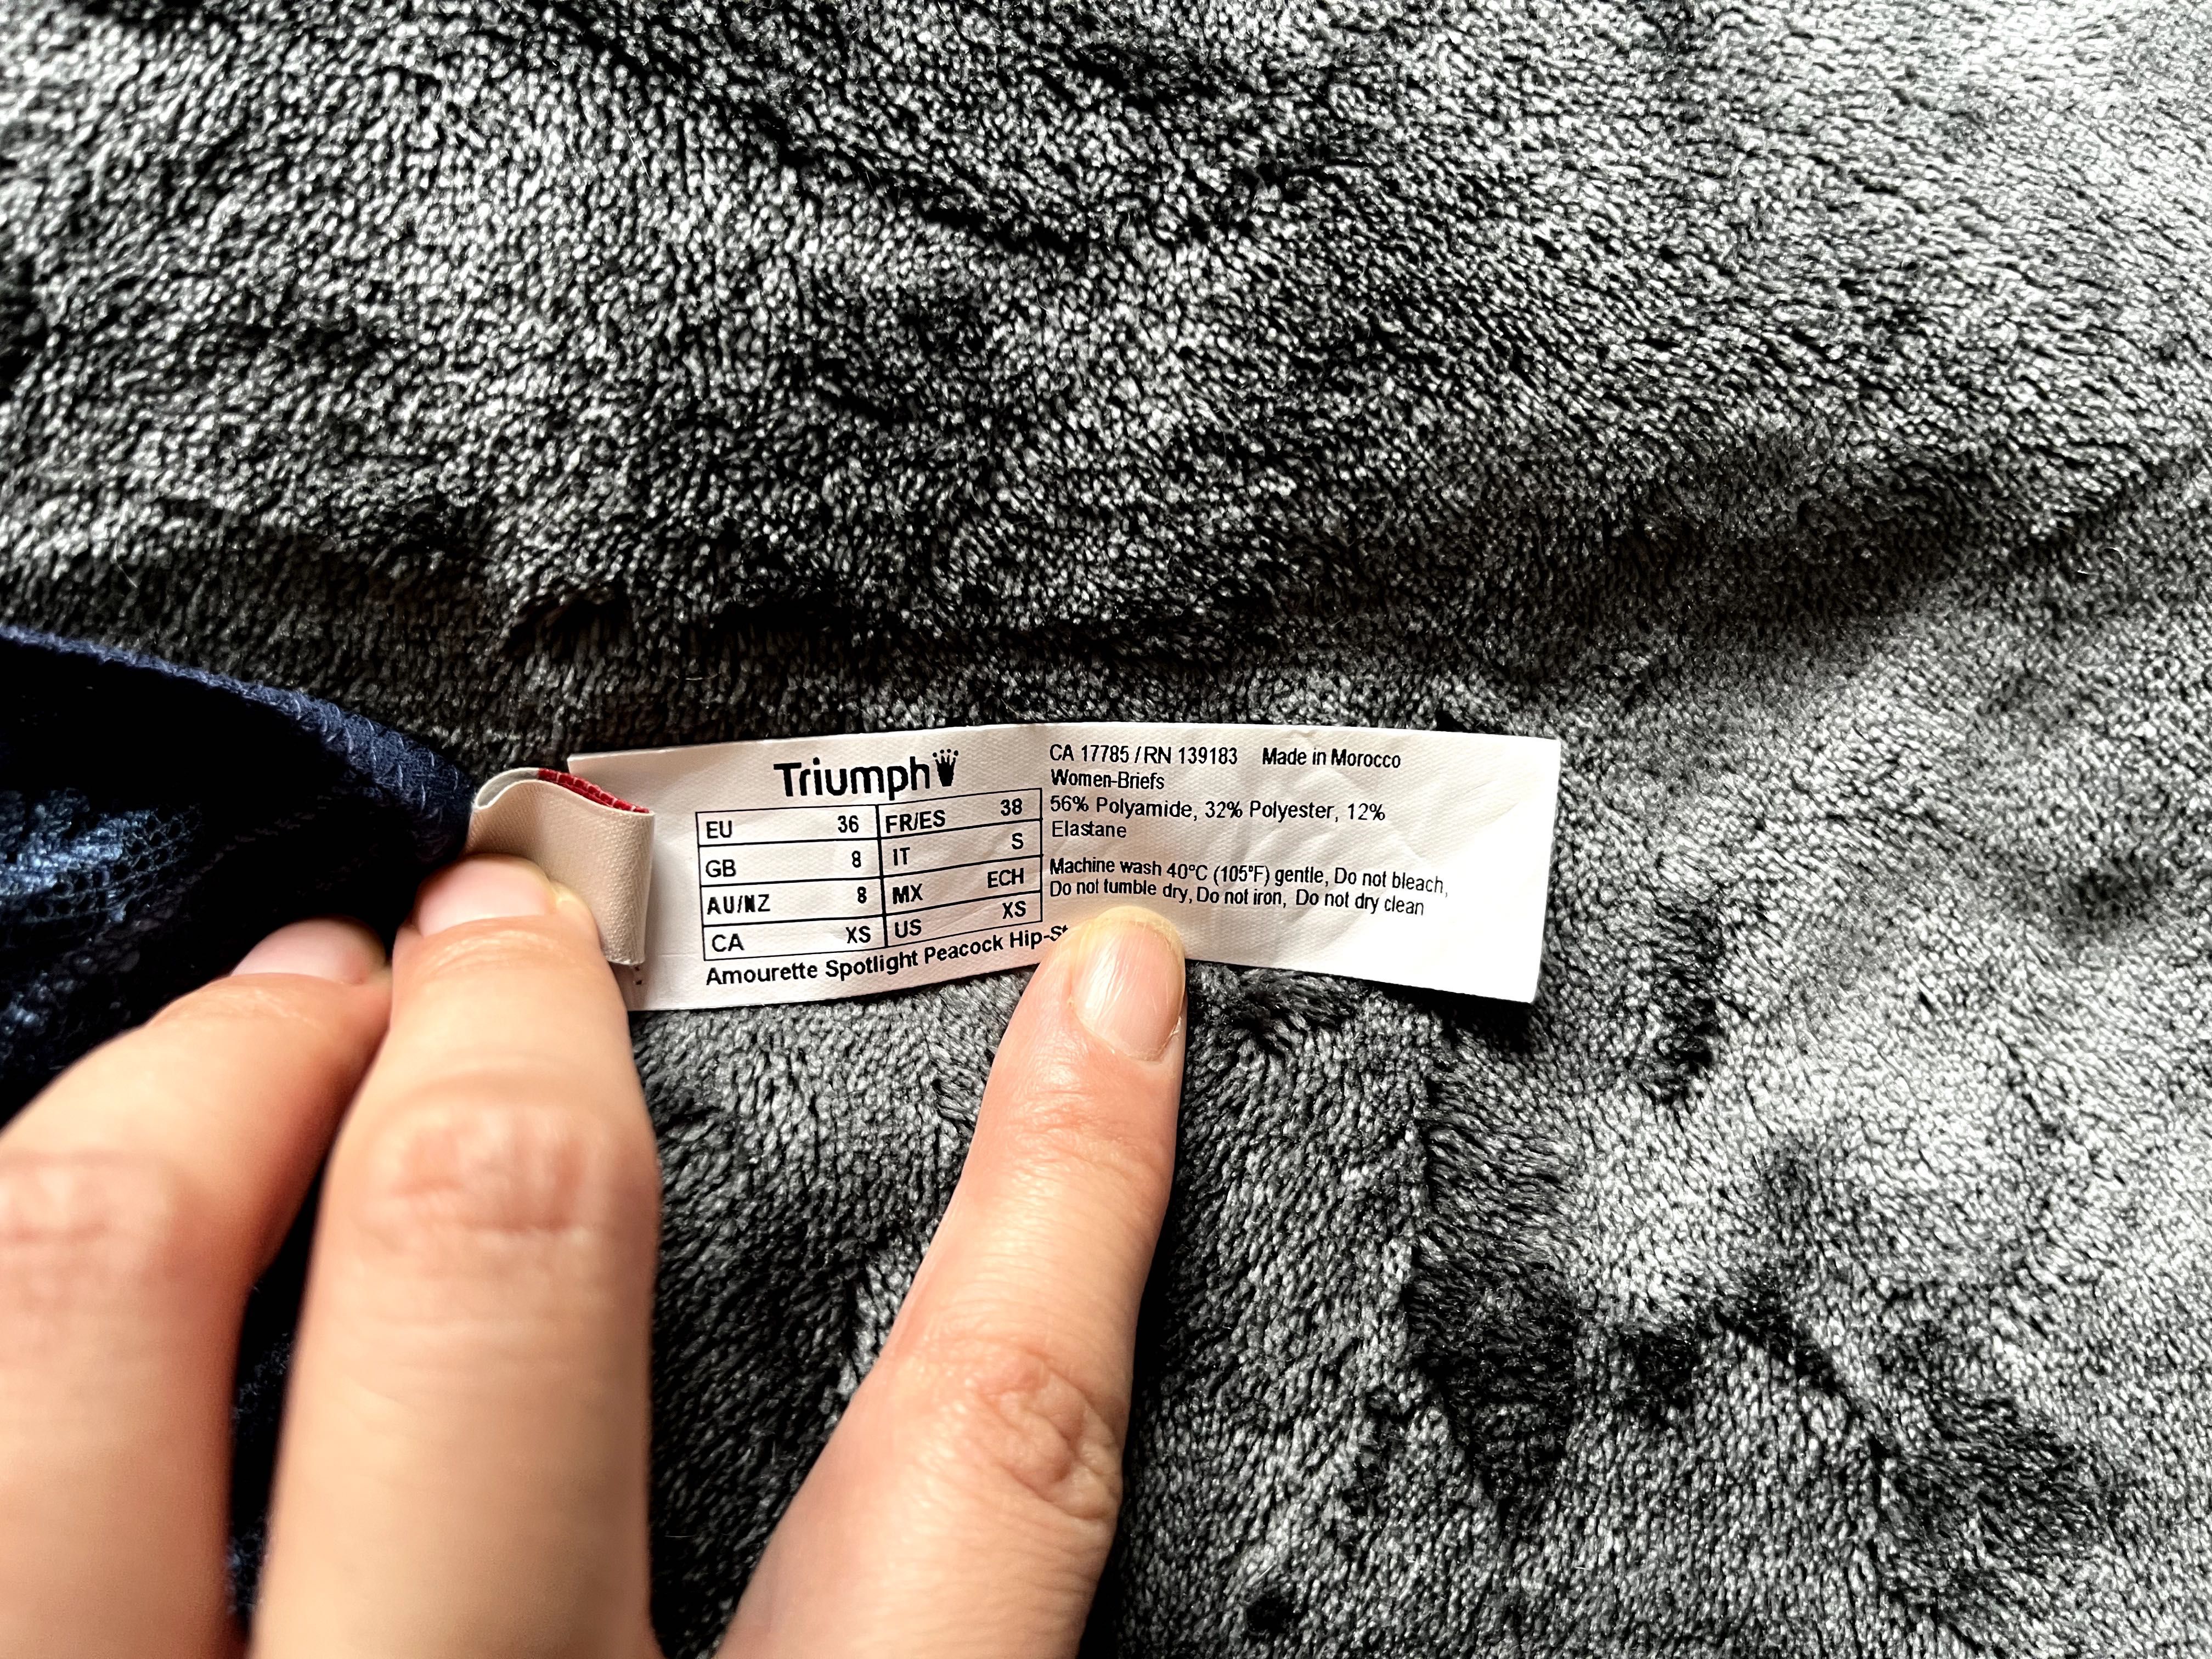 Triumph
EU 36 FR/ES 38
GB 8 IT S
AU/NZ 8 MX ECH
CA XS US XS
Amourette Spotlight Peacock
CA 17785 / RN 139183 Made in Morocco
Women-Briefs
56% Polyamide, 32% Polyester, 12%
Elastane
Machine wash 40°C (105°F) gentle, Do not bleach,
Do not tumble dry, Do not iron, Do not dry clean